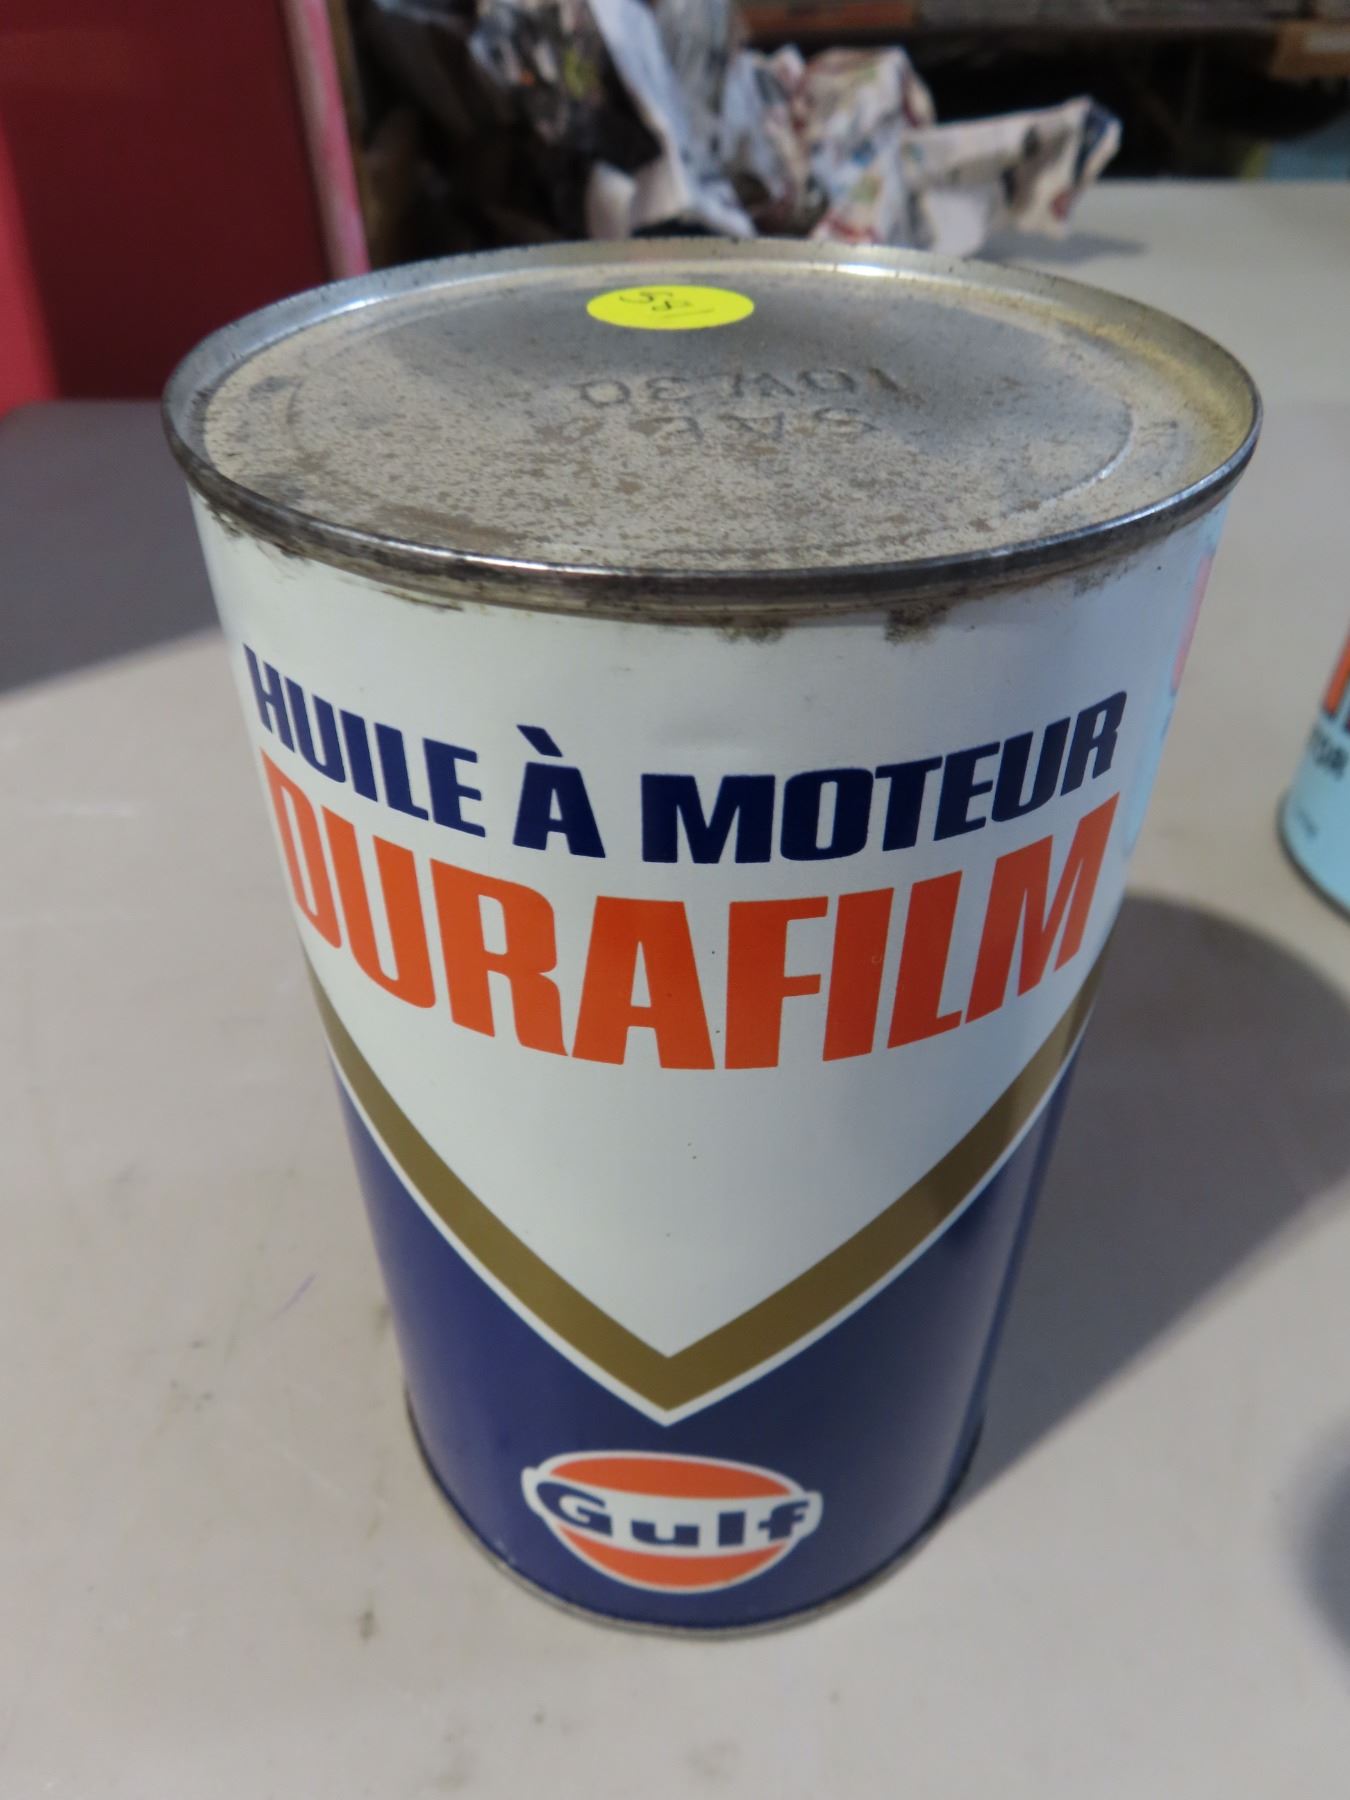 SAE
10W30
HUILE À MOTEUR
DURAFILM
Gulf